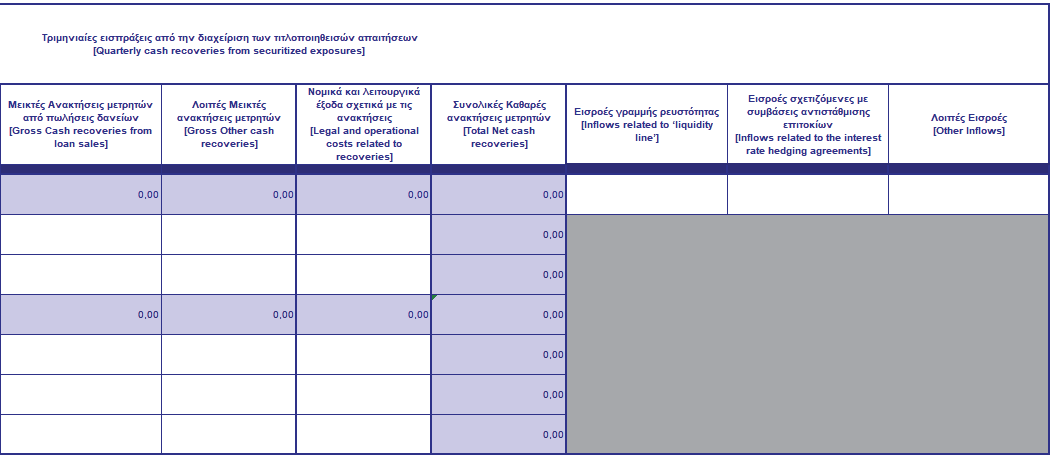 Τριμηνιαίες εισπράξεις από την διαχείριση των τιτλοποιηθεισών απαιτήσεων
[Quarterly cash recoveries from securitized exposures]
Μεικτές Ανακτήσεις μετρητών
από πωλήσεις δανείων
[Gross Cash recoveries from
loan sales]
Λοιπές Μεικτές
ανακτήσεις μετρητών
[Gross Other cash
recoveries]
Νομικά και Λειτουργικά
έξοδα σχετικά με τις
ανακτήσεις
[Legal and operational
costs related to
recoveries]
Συνολικές Καθαρές
ανακτήσεις μετρητών
[Total Net cash
recoveries]
Εισροές γραμμής ρευστότητας
[Inflows related to ‘liquidity
line’]
Εισροές σχετιζόμενες με
συμβάσεις αντιστάθμισης
επιτοκίων
[Inflows related to the interest
rate hedging agreements]
Λοιπές Εισροές
[Other Inflows]
0,00 0,00 0,00 0,00
0,00
0,00
0,00 0,00 0,00 0,00
0,00
0,00
0,00